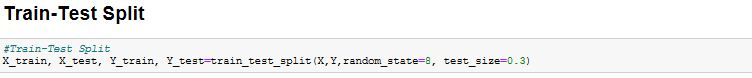 Train-Test Split
#Train-Test Split
X_train, X_test, Y_train, Y_test=train_test_split(X,Y,random_state=8, test_size=0.3)